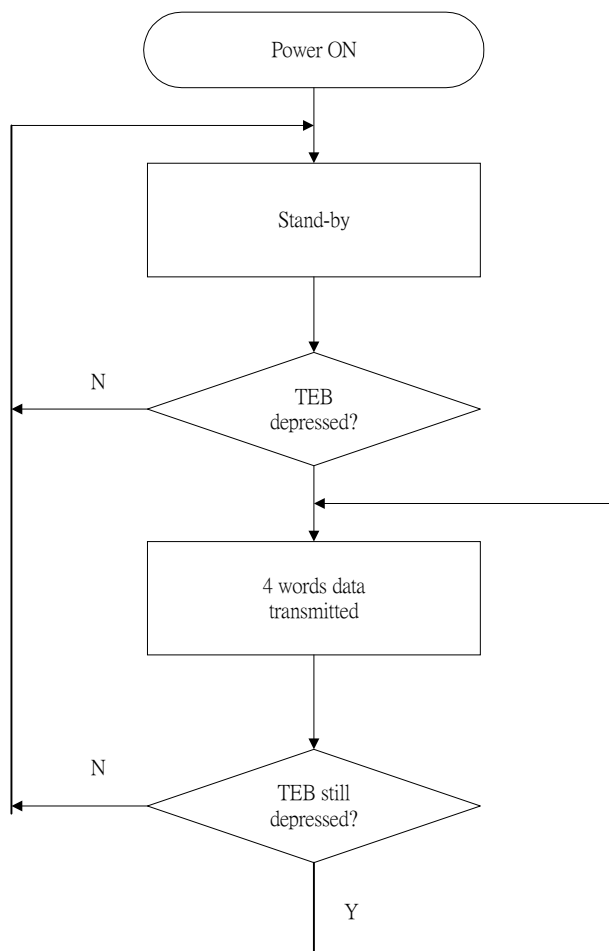 Power ON
Stand-by
N
TEB
depressed?
4 words data
transmitted
N
TEB still
depressed?
Y